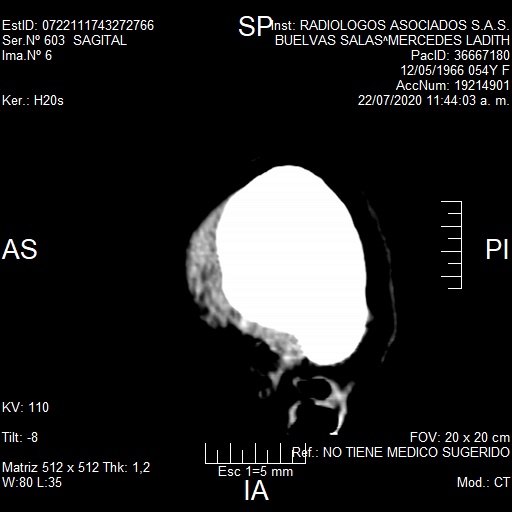 EstID: 0722111743272766
Ser.Nº 603 SAGITAL
Ima.Nº 6
Ker.: H20s
SP
Inst: RADIOLOGOS ASOCIADOS S.A.S.
BUELVAS SALAS^MERCEDES LADITH
PacID: 36667180
12/05/1966 054Y F
AccNum: 19214901
22/07/2020 11:44:03 a. m.
AS
PI
KV: 110
Tilt: -8
Matriz 512 x 512 Thk: 1,2
W:80 L:35
Esc 1=5 mm
IA
FOV: 20 x 20 cm
Ref.: NO TIENE MEDICO SUGERIDO
Mod.: CT